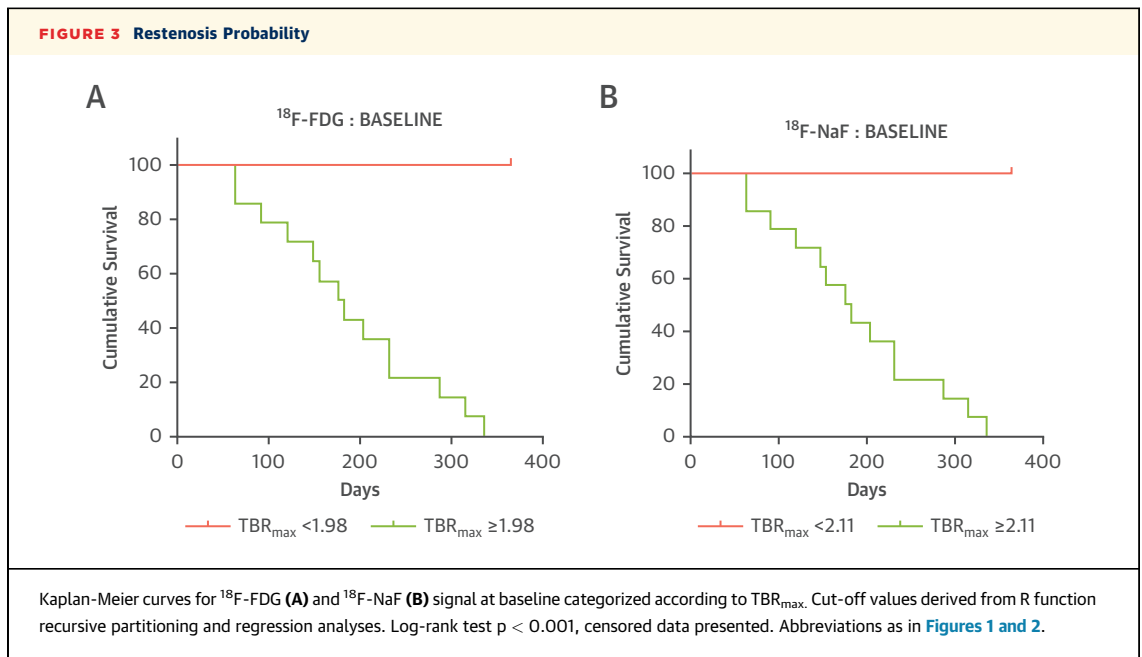 FIGURE 3 Restenosis Probability
A
¹⁸F-FDG : BASELINE
100
80
60
40
20
0
Cumulative Survival
0 100 200 300 400
Days
TBRmax <1.98 TBRmax ≥1.98
B
¹⁸F-NaF : BASELINE
100
80
60
40
20
0
Cumulative Survival
0 100 200 300 400
Days
TBRmax <2.11 TBRmax ≥2.11
Kaplan-Meier curves for ¹⁸F-FDG (A) and ¹⁸F-NaF (B) signal at baseline categorized according to TBRmax. Cut-off values derived from R function
recursive partitioning and regression analyses. Log-rank test p < 0.001, censored data presented. Abbreviations as in Figures 1 and 2.